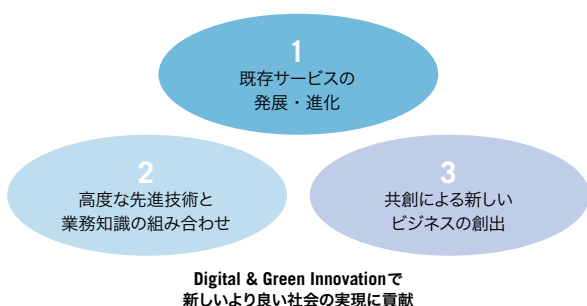 1
既存サービスの
発展・進化
2
高度な先進技術と
業務知識の組み合わせ
3
共創による新しい
ビジネスの創出
Digital & Green Innovationで
新しいより良い社会の実現に貢献